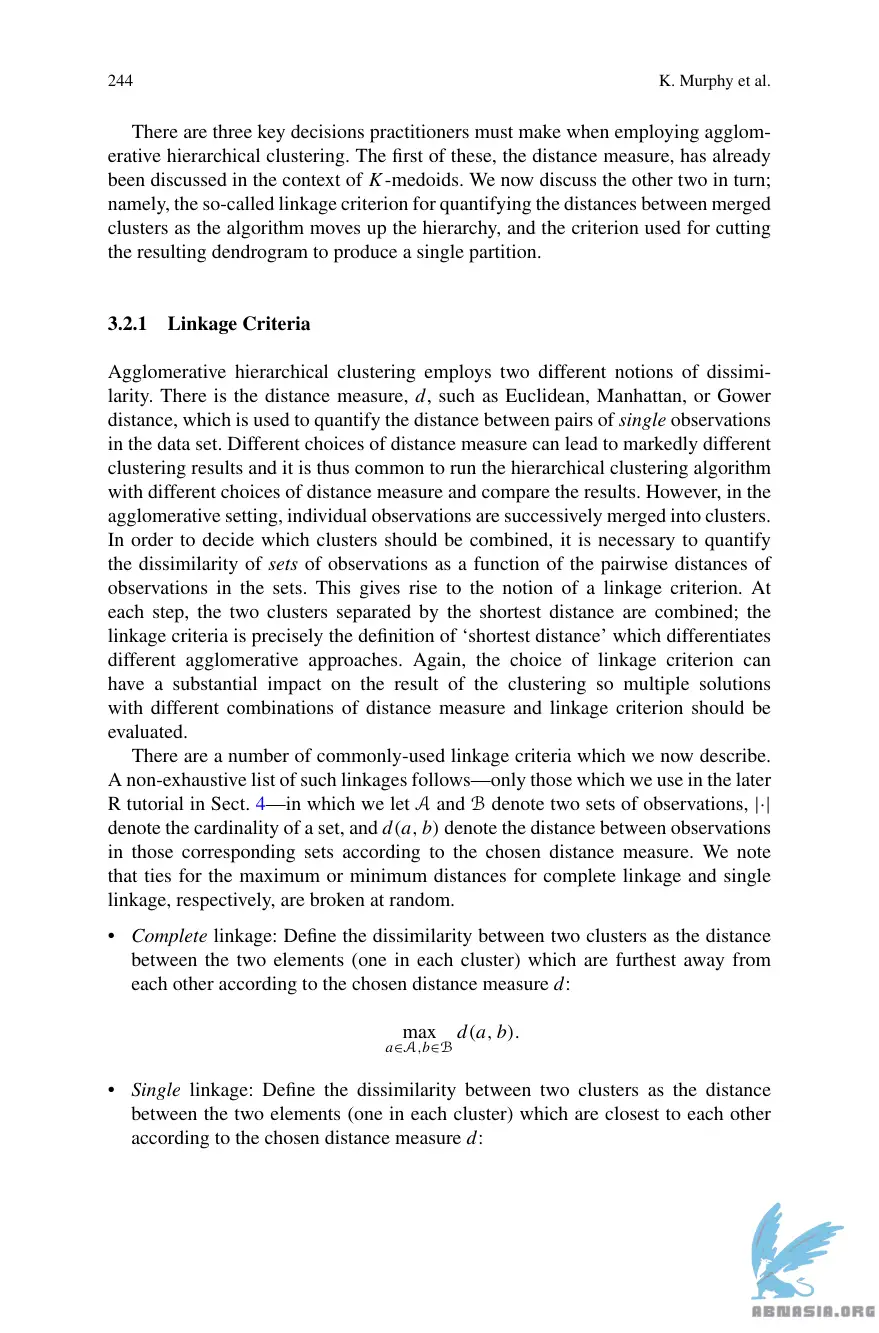 244 K. Murphy et al.
There are three key decisions practitioners must make when employing agglom-
erative hierarchical clustering. The first of these, the distance measure, has already
been discussed in the context of K-medoids. We now discuss the other two in turn;
namely, the so-called linkage criterion for quantifying the distances between merged
clusters as the algorithm moves up the hierarchy, and the criterion used for cutting
the resulting dendrogram to produce a single partition.
3.2.1 Linkage Criteria
Agglomerative hierarchical clustering employs two different notions of dissimi-
larity. There is the distance measure, d, such as Euclidean, Manhattan, or Gower
distance, which is used to quantify the distance between pairs of single observations
in the data set. Different choices of distance measure can lead to markedly different
clustering results and it is thus common to run the hierarchical clustering algorithm
with different choices of distance measure and compare the results. However, in the
agglomerative setting, individual observations are successively merged into clusters.
In order to decide which clusters should be combined, it is necessary to quantify
the dissimilarity of sets of observations as a function of the pairwise distances of
observations in the sets. This gives rise to the notion of a linkage criterion. At
each step, the two clusters separated by the shortest distance are combined; the
linkage criteria is precisely the definition of ‘shortest distance’ which differentiates
different agglomerative approaches. Again, the choice of linkage criterion can
have a substantial impact on the result of the clustering so multiple solutions
with different combinations of distance measure and linkage criterion should be
evaluated.
There are a number of commonly-used linkage criteria which we now describe.
A non-exhaustive list of such linkages follows—only those which we use in the later
R tutorial in Sect. 4—in which we let 𝒜 and ℬ denote two sets of observations, |·|
denote the cardinality of a set, and d(a, b) denote the distance between observations
in those corresponding sets according to the chosen distance measure. We note
that ties for the maximum or minimum distances for complete linkage and single
linkage, respectively, are broken at random.
• Complete linkage: Define the dissimilarity between two clusters as the distance
between the two elements (one in each cluster) which are furthest away from
each other according to the chosen distance measure d:
max d(a, b).
a∈𝒜,b∈ℬ
• Single linkage: Define the dissimilarity between two clusters as the distance
between the two elements (one in each cluster) which are closest to each other
according to the chosen distance measure d:
ABNASIA.ORG